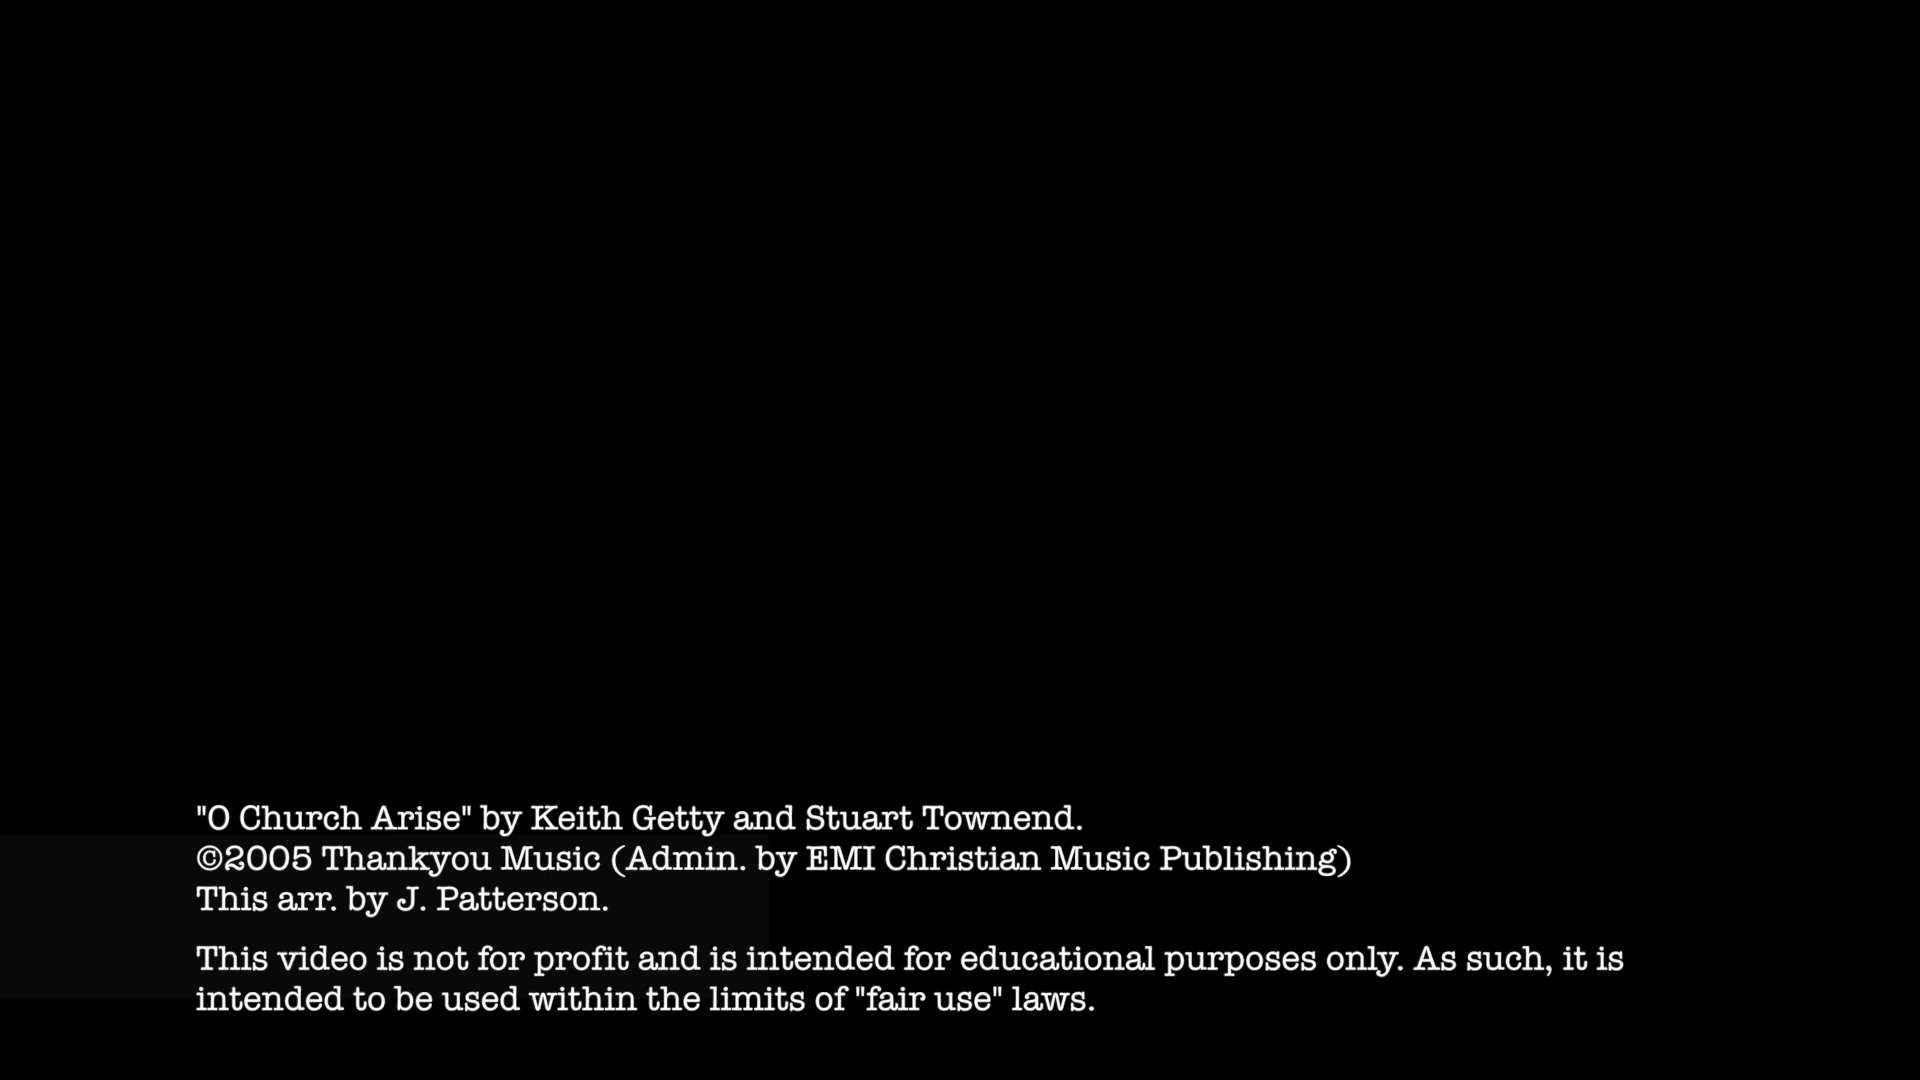 "O Church Arise" by Keith Getty and Stuart Townend.
©2005 Thankyou Music (Admin. by EMI Christian Music Publishing)
This arr. by J. Patterson.
This video is not for profit and is intended for educational purposes only. As such, it is
intended to be used within the limits of "fair use" laws.